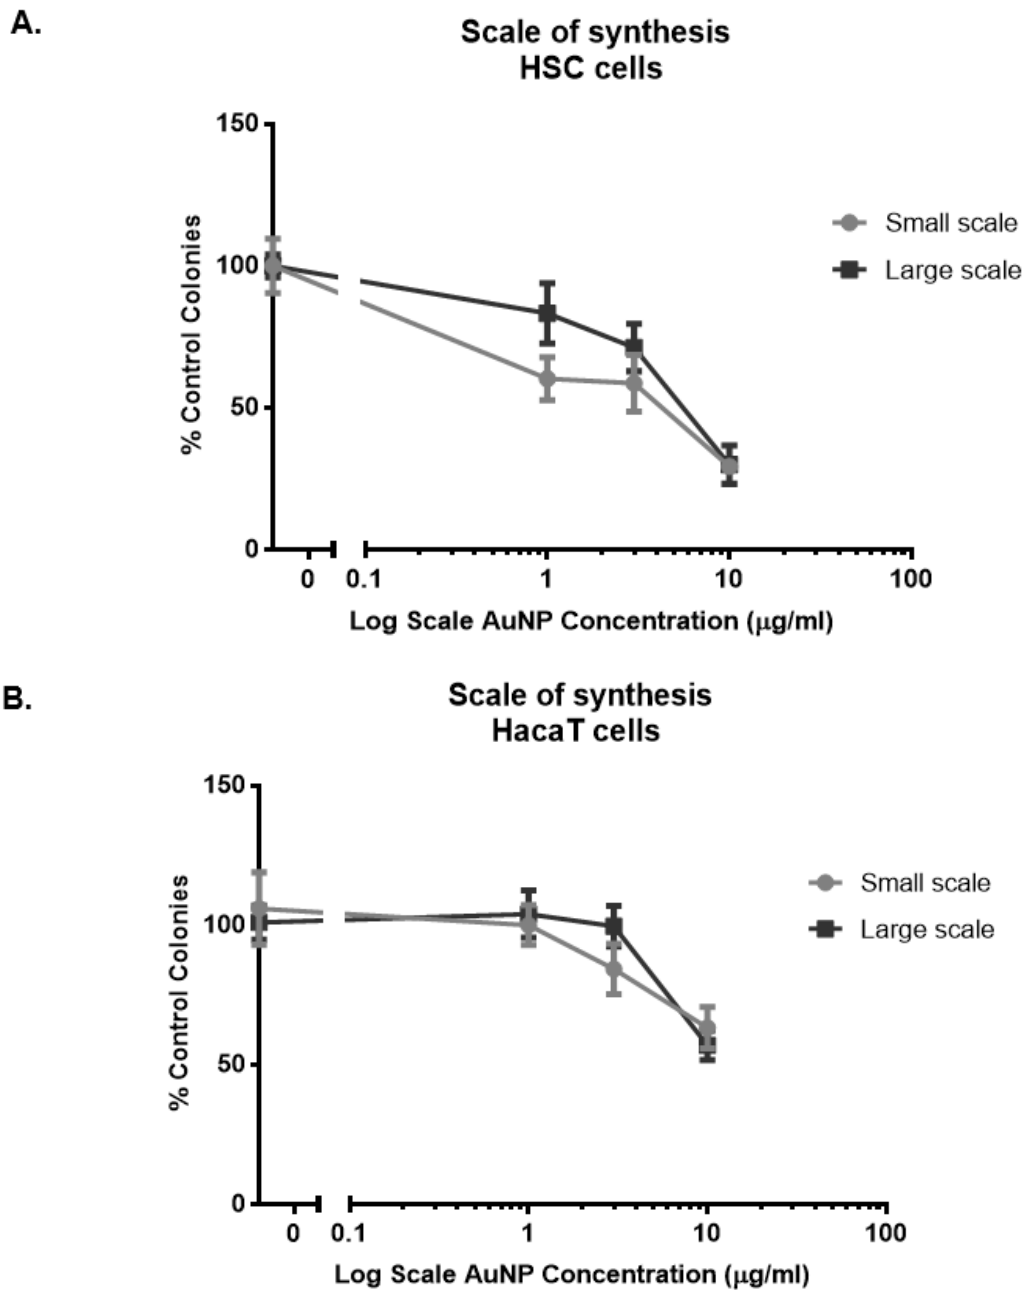 A.
Scale of synthesis
HSC cells
150
100
50
0
% Control Colonies
Small scale
Large scale
0 0.1 1 10 100
Log Scale AuNP Concentration (μg/ml)
B.
Scale of synthesis
HacaT cells
150
100
50
0
% Control Colonies
Small scale
Large scale
0 0.1 1 10 100
Log Scale AuNP Concentration (μg/ml)